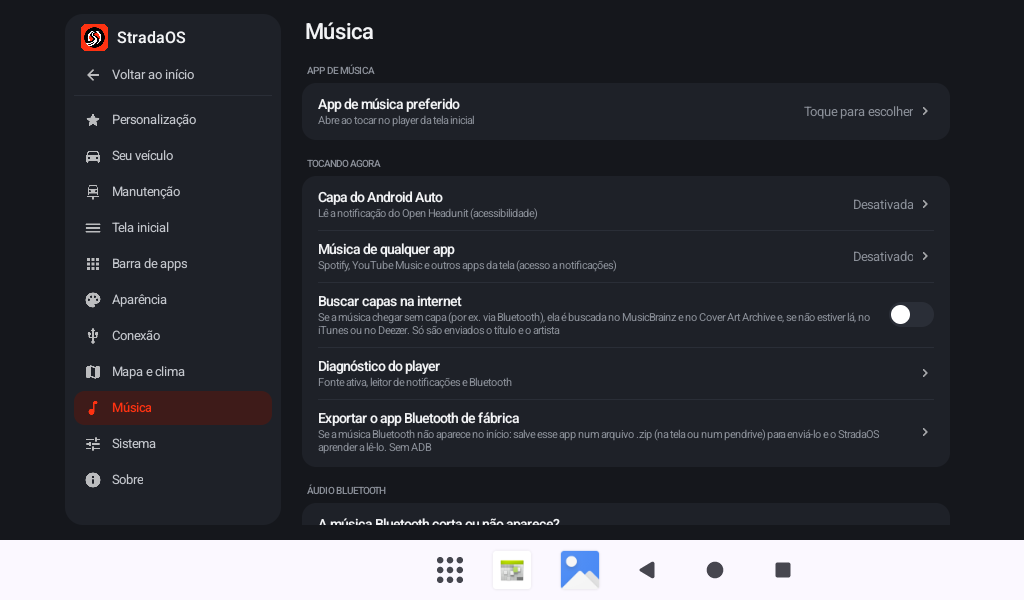 StradaOS
Voltar ao início
Personalização
Seu veículo
Manutenção
Tela inicial
Barra de apps
Aparência
Conexão
Mapa e clima
Música
Sistema
Sobre
Música
APP DE MÚSICA
App de música preferido
Abre ao tocar no player da tela inicial
Toque para escolher
TOCANDO AGORA
Capa do Android Auto
Lê a notificação do Open Headunit (acessibilidade)
Desativada
Música de qualquer app
Spotify, YouTube Music e outros apps da tela (acesso a notificações)
Desativado
Buscar capas na internet
Se a música chegar sem capa (por ex. via Bluetooth), ela é buscada no MusicBrainz e no Cover Art Archive e, se não estiver lá, no
iTunes ou no Deezer. Só são enviados o título e o artista
Diagnóstico do player
Fonte ativa, leitor de notificações e Bluetooth
Exportar o app Bluetooth de fábrica
Se a música Bluetooth não aparece no início: salve esse app num arquivo .zip (na tela ou num pendrive) para enviá-lo e o StradaOS
aprender a lê-lo. Sem ADB
ÁUDIO BLUETOOTH
A música Bluetooth corta ou não aparece?